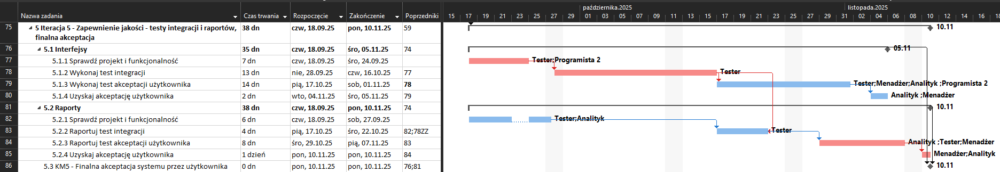 października.2025 listopada.2025
Nazwa zadania Czas trwania Rozpoczęcie Zakończenie Poprzedniki 15 17 19 21 23 25 27 29 01 03 05 07 09 11 13 15 17 19 21 23 25 27 29 31 02 04 06 08 10 12 14 16 18
75 5 Iteracja 5 - Zapewnienie jakości - testy integracji i raportów, 38 dn czw, 18.09.25 pon, 10.11.25 59 10.11
finalna akceptacja
76 5.1 Interfejsy 35 dn czw, 18.09.25 śro, 05.11.25 74 05.11
77 5.1.1 Sprawdź projekt i funkcjonalność 7 dn czw, 18.09.25 śro, 24.09.25 Tester;Programista 2
78 5.1.2 Wykonaj test integracji 13 dn nie, 28.09.25 czw, 16.10.25 77 Tester
79 5.1.3 Wykonaj test akceptacji użytkownika 14 dn pią, 17.10.25 sob, 01.11.25 78 Tester;Menadżer;Analityk ;Programista 2
80 5.1.4 Uzyskaj akceptację użytkownika 2 dn wto, 04.11.25 śro, 05.11.25 79 Analityk ;Menadżer
81 5.2 Raporty 38 dn czw, 18.09.25 pon, 10.11.25 74 10.11
82 5.2.1 Sprawdź projekt i funkcjonalność 6 dn czw, 18.09.25 sob, 27.09.25 Tester;Analityk
83 5.2.2 Raportuj test integracji 4 dn pią, 17.10.25 śro, 22.10.25 82;78ZZ Tester
84 5.2.3 Raportuj test akceptacji użytkownika 8 dn śro, 29.10.25 pią, 07.11.25 83 Analityk ;Tester;Menadżer
85 5.2.4 Uzyskaj akceptację użytkownika 1 dzień pon, 10.11.25 pon, 10.11.25 84 Menadżer;Analityk
86 5.3 KM5 - Finalna akceptacja systemu przez użytkownika 0 dn pon, 10.11.25 pon, 10.11.25 76;81 10.11